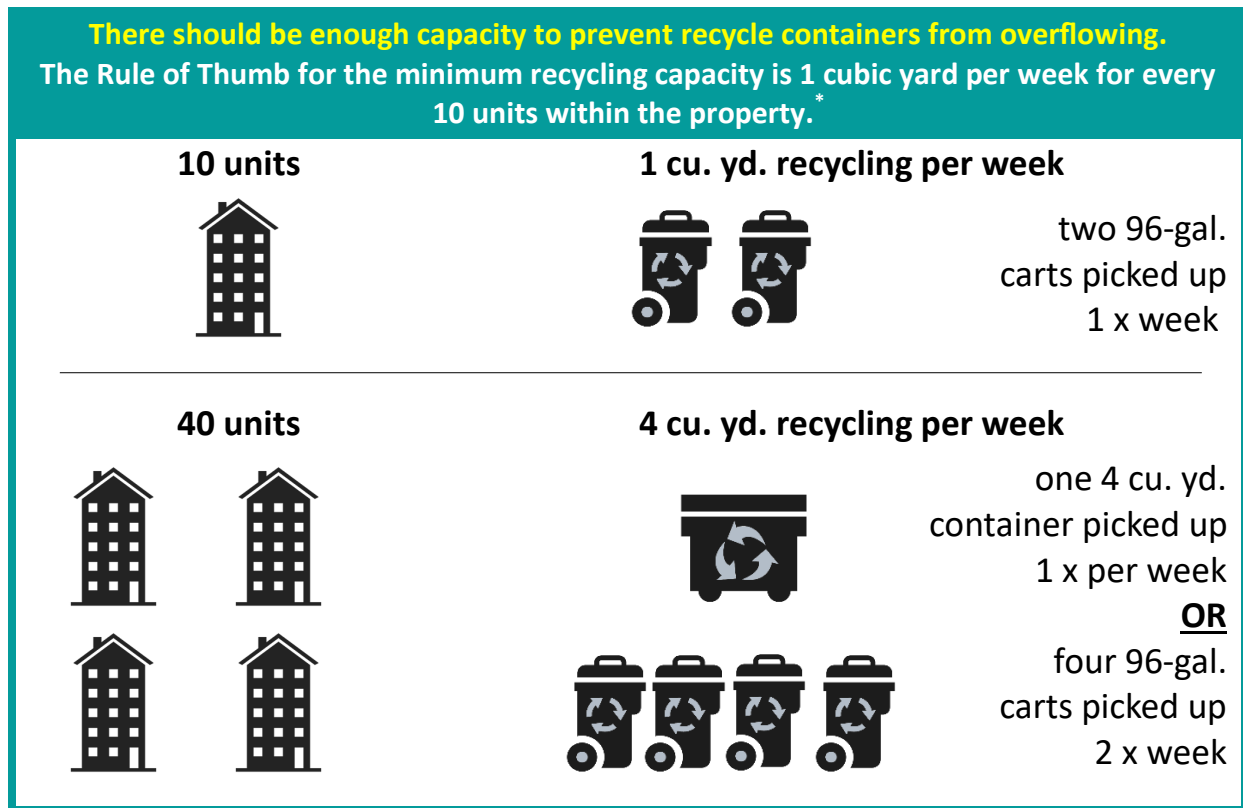 There should be enough capacity to prevent recycle containers from overflowing.
The Rule of Thumb for the minimum recycling capacity is 1 cubic yard per week for every
10 units within the property.*
10 units
1 cu. yd. recycling per week
two 96-gal.
carts picked up
1 x week
40 units
4 cu. yd. recycling per week
one 4 cu. yd.
container picked up
1 x per week
OR
four 96-gal.
carts picked up
2 x week